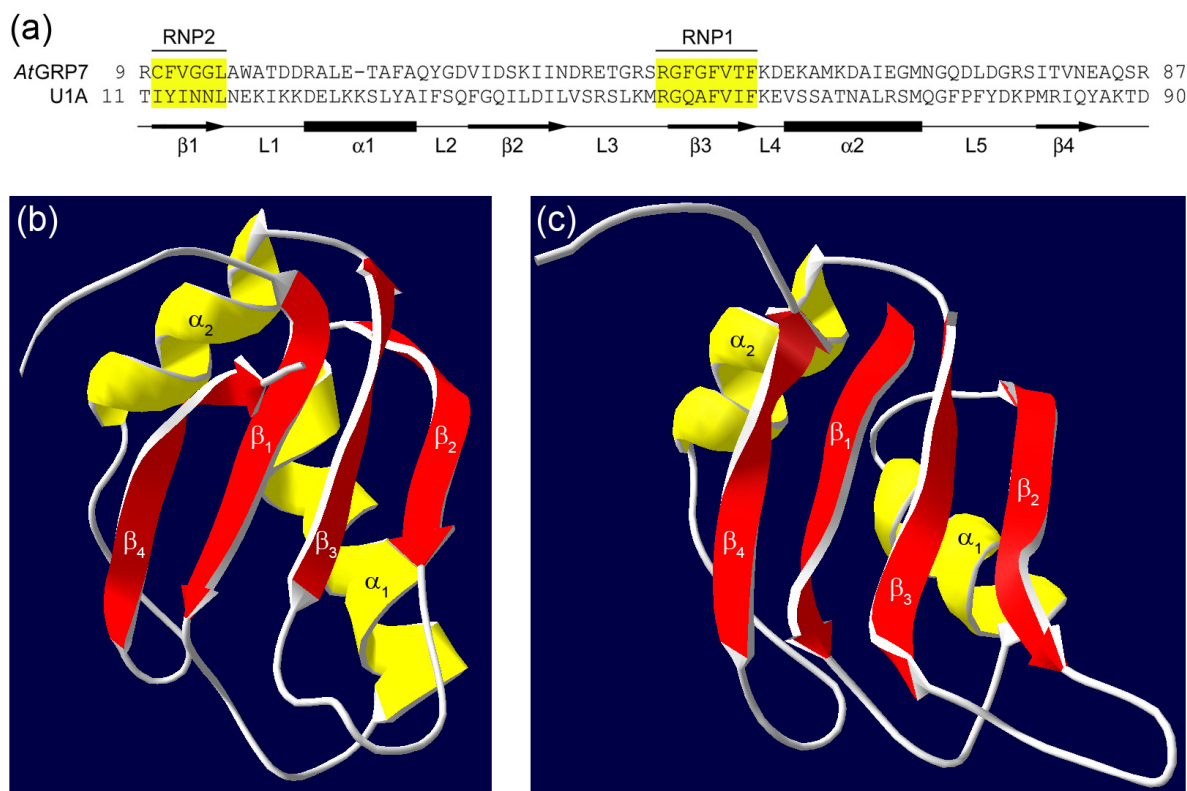 (a)
RNP2 RNP1
AtGRP7 9 RCFVGGLAWATDDRALE-TAFAQYGDVIDSKIINDRETGRSRGFGFVTFKDEKAMKDAIEGMNGQDLDGRSITVNEAQSR 87
U1A 11 TIYINNLNEKIKKDELKKSLYAIFSQFGQILDILVSRSLKMRGQAFVIFKEVSSATNALRSMQGFPFYDKPMRIQYAKTD 90
β1 L1 α1 L2 β2 L3 β3 L4 α2 L5 β4
(b)
α2
β1
β2
β4
β3
α1
(c)
α2
β1
β2
β4
α1
β3